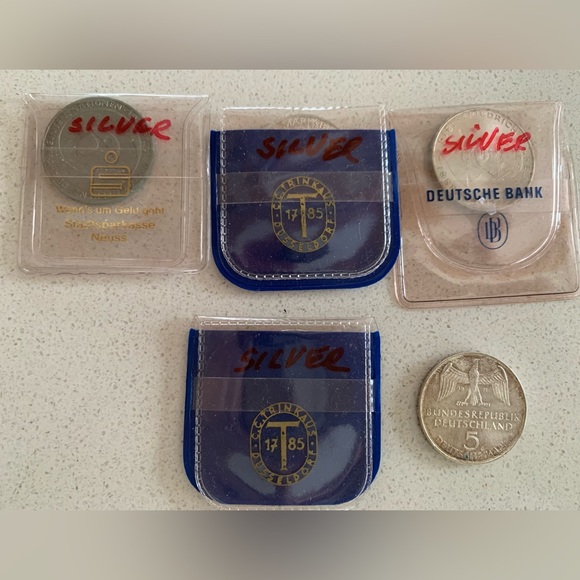 SILVER
Wenn's um Geld geht
Stadtsparkasse
Neuss
SILVER
C.G. TRINKAUS
17 85
DÜSSELDORF
SILVER
DEUTSCHE BANK
DB
SILVER
C.G. TRINKAUS
17 85
DÜSSELDORF
BUNDESREPUBLIK
DEUTSCHLAND
5